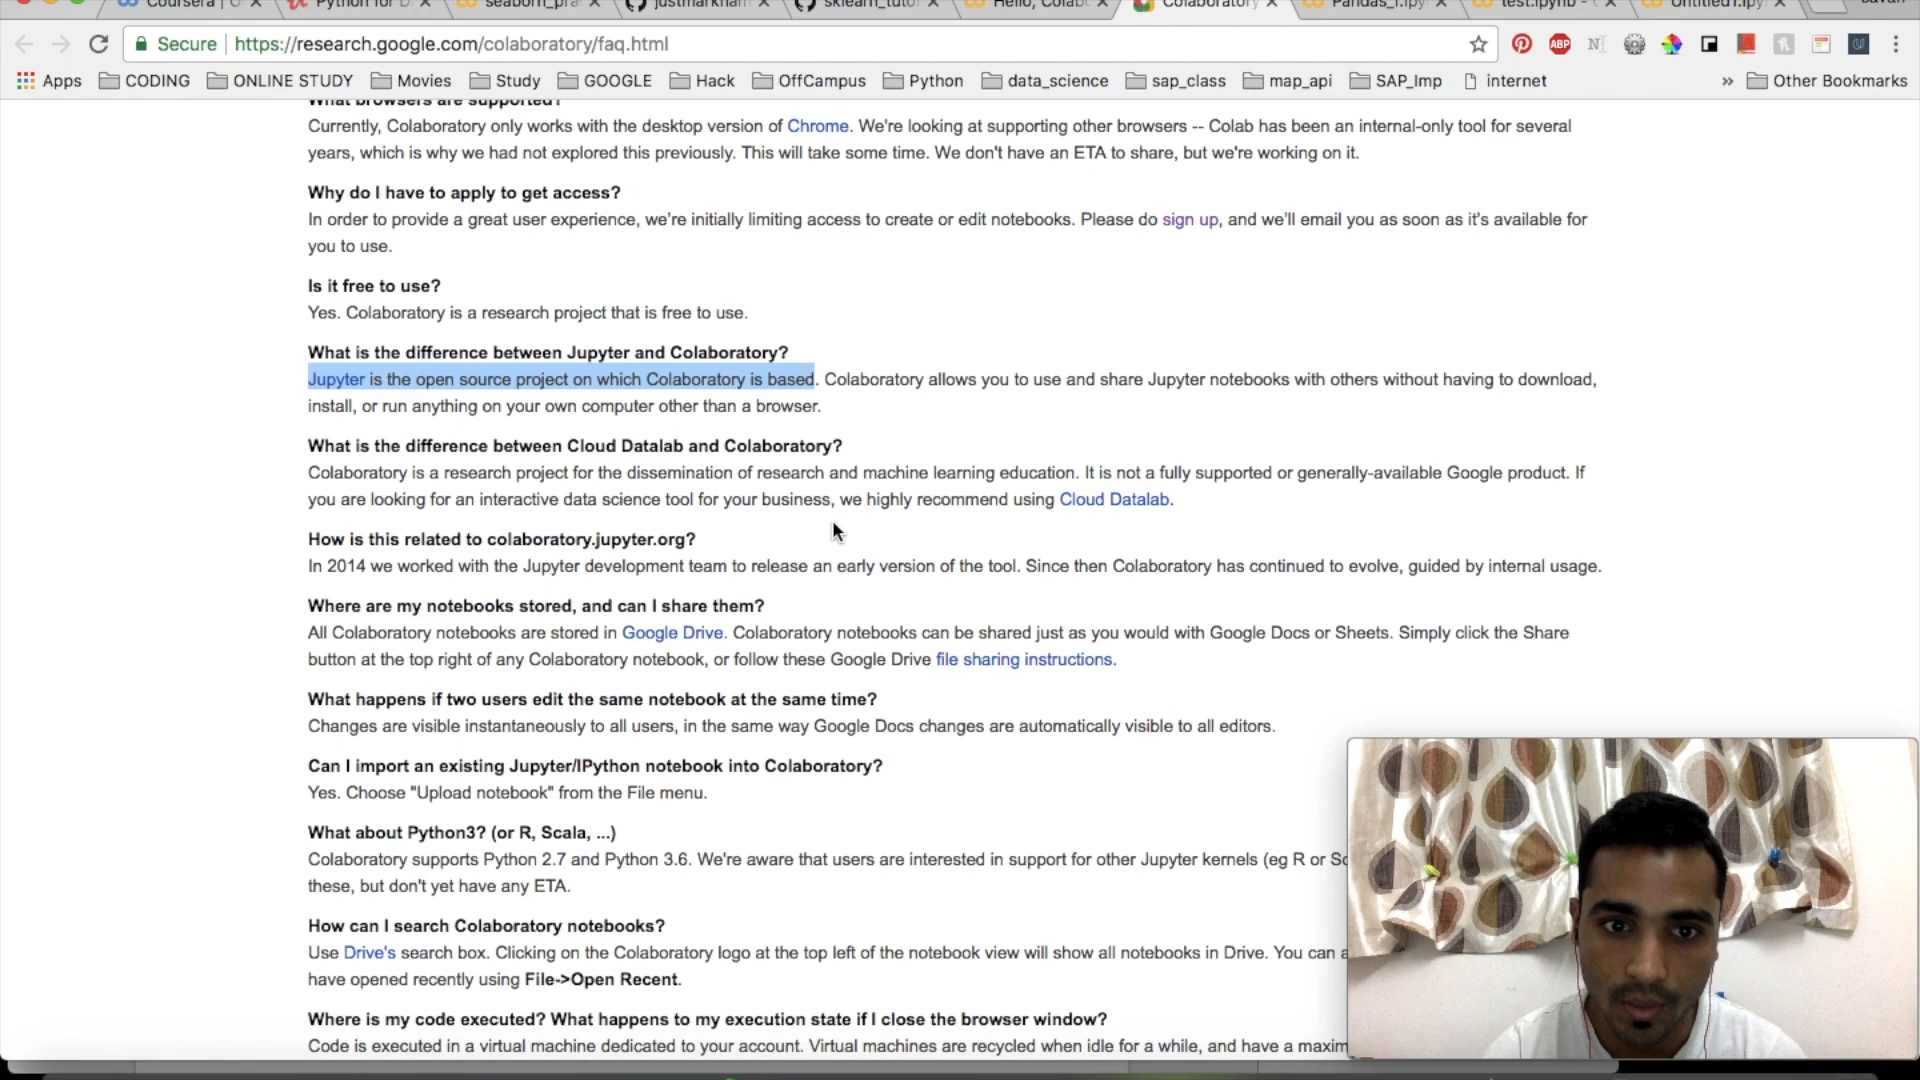 Coursera | O
Python for D
seaborn_pra
justmarkham
sklearn_tuto
Hello, Colab
Colaboratory
Pandas_1.ipy
test.ipynb -
Untitled1.ipy
Secure https://research.google.com/colaboratory/faq.html
Apps CODING ONLINE STUDY Movies Study GOOGLE Hack OffCampus Python data_science sap_class map_api SAP_Imp internet » Other Bookmarks
What browsers are supported?
Currently, Colaboratory only works with the desktop version of Chrome. We're looking at supporting other browsers -- Colab has been an internal-only tool for several
years, which is why we had not explored this previously. This will take some time. We don't have an ETA to share, but we're working on it.
Why do I have to apply to get access?
In order to provide a great user experience, we're initially limiting access to create or edit notebooks. Please do sign up, and we'll email you as soon as it's available for
you to use.
Is it free to use?
Yes. Colaboratory is a research project that is free to use.
What is the difference between Jupyter and Colaboratory?
Jupyter is the open source project on which Colaboratory is based. Colaboratory allows you to use and share Jupyter notebooks with others without having to download,
install, or run anything on your own computer other than a browser.
What is the difference between Cloud Datalab and Colaboratory?
Colaboratory is a research project for the dissemination of research and machine learning education. It is not a fully supported or generally-available Google product. If
you are looking for an interactive data science tool for your business, we highly recommend using Cloud Datalab.
How is this related to colaboratory.jupyter.org?
In 2014 we worked with the Jupyter development team to release an early version of the tool. Since then Colaboratory has continued to evolve, guided by internal usage.
Where are my notebooks stored, and can I share them?
All Colaboratory notebooks are stored in Google Drive. Colaboratory notebooks can be shared just as you would with Google Docs or Sheets. Simply click the Share
button at the top right of any Colaboratory notebook, or follow these Google Drive file sharing instructions.
What happens if two users edit the same notebook at the same time?
Changes are visible instantaneously to all users, in the same way Google Docs changes are automatically visible to all editors.
Can I import an existing Jupyter/IPython notebook into Colaboratory?
Yes. Choose "Upload notebook" from the File menu.
What about Python3? (or R, Scala, ...)
Colaboratory supports Python 2.7 and Python 3.6. We're aware that users are interested in support for other Jupyter kernels (eg R or Sc
these, but don't yet have any ETA.
How can I search Colaboratory notebooks?
Use Drive's search box. Clicking on the Colaboratory logo at the top left of the notebook view will show all notebooks in Drive. You can a
have opened recently using File->Open Recent.
Where is my code executed? What happens to my execution state if I close the browser window?
Code is executed in a virtual machine dedicated to your account. Virtual machines are recycled when idle for a while, and have a maxim